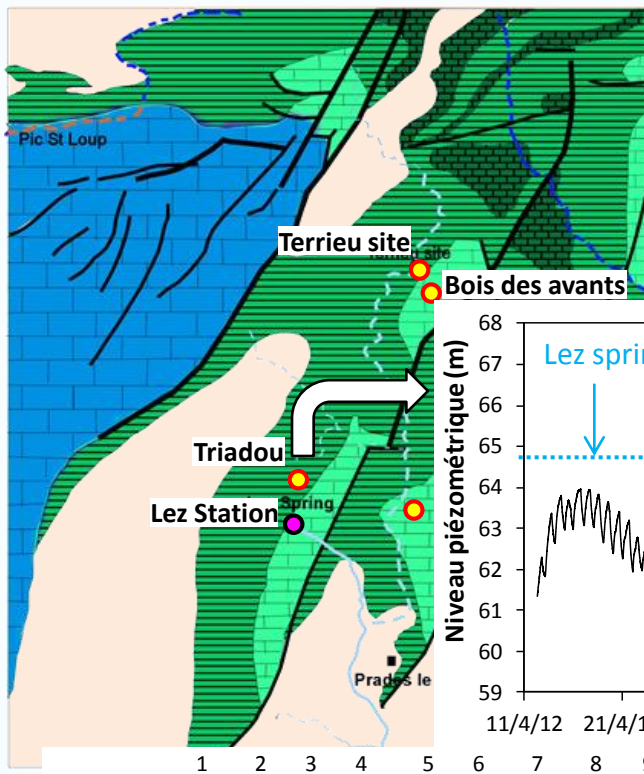 Pic St Loup
Terrieu site
Terrieu site
Bois des avants
68
67
66
65
64
63
62
61
60
59
Niveau piézométrique (m)
Lez sprin
Triadou
Spring
Lez Station
Prades le
11/4/12 21/4/1
1 2 3 4 5 6 7 8